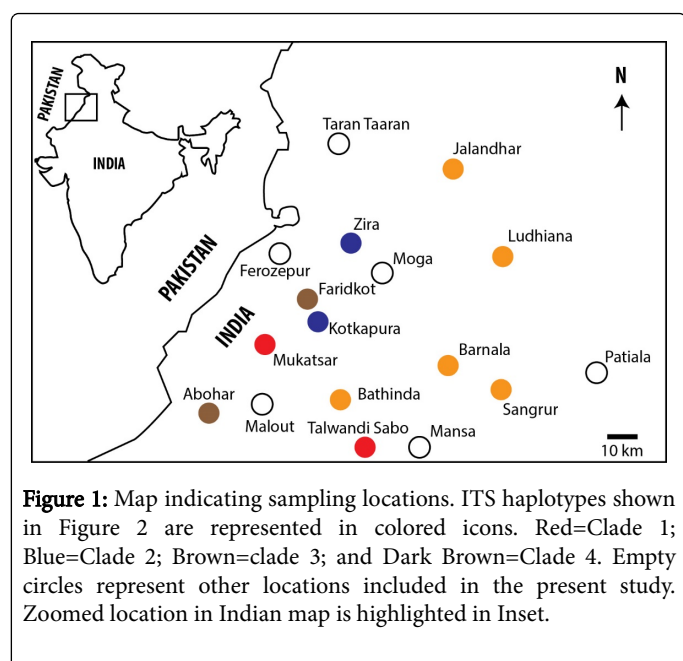 PAKISTAN
INDIA
N
Taran Taaran
Jalandhar
Zira
Ludhiana
Ferozepur
Moga
PAKISTAN
Faridkot
INDIA
Kotkapura
Mukatsar
Barnala
Patiala
Abohar
Bathinda
Sangrur
Malout
Talwandi Sabo
Mansa
10 km
Figure 1: Map indicating sampling locations. ITS haplotypes shown
in Figure 2 are represented in colored icons. Red=Clade 1;
Blue=Clade 2; Brown=clade 3; and Dark Brown=Clade 4. Empty
circles represent other locations included in the present study.
Zoomed location in Indian map is highlighted in Inset.